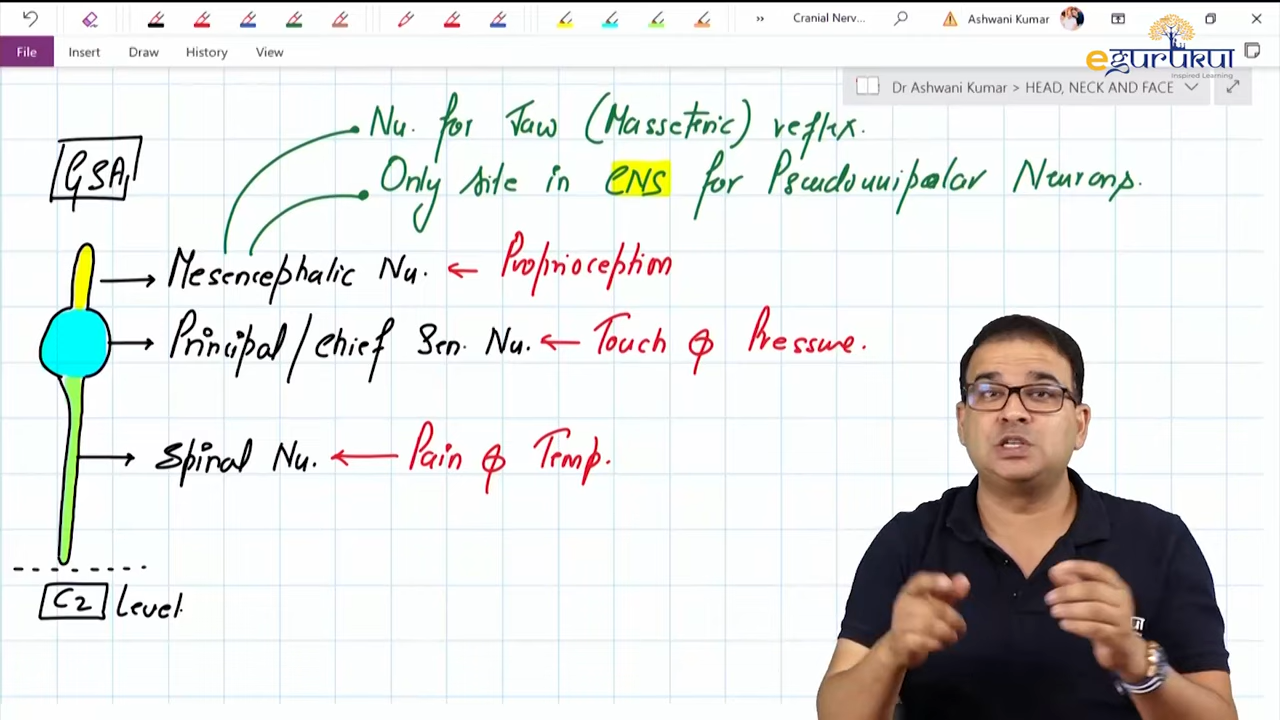 Cranial Nerv...
Ashwani Kumar
File Insert Draw History View
egurukul
Inspired Learning
Dr Ashwani Kumar > HEAD, NECK AND FACE
Nu. for Jaw (Masseteric) reflex.
GSA
Only site in CNS for Pseudounipolar Neurons.
Mesencephalic Nu. ← Proprioception
Principal/Chief Sen. Nu. ← Touch & Pressure.
Spinal Nu. ← Pain & Temp.
C2 Level.